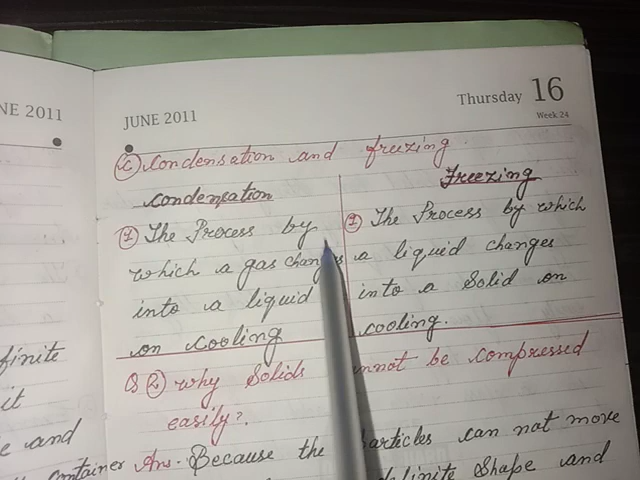 NE 2011
JUNE 2011
Thursday 16
Week 24
(C) Condensation and freezing.
Condensation
Freezing
① The Process by
which a gas changes
into a liquid
on cooling
① The Process by which
a liquid changes
into a Solid on
cooling.
Q ② Why Solids nnot be compressed
easily?
Ans. Because the articles can not move
finite Shape and
finite
it
e and
container